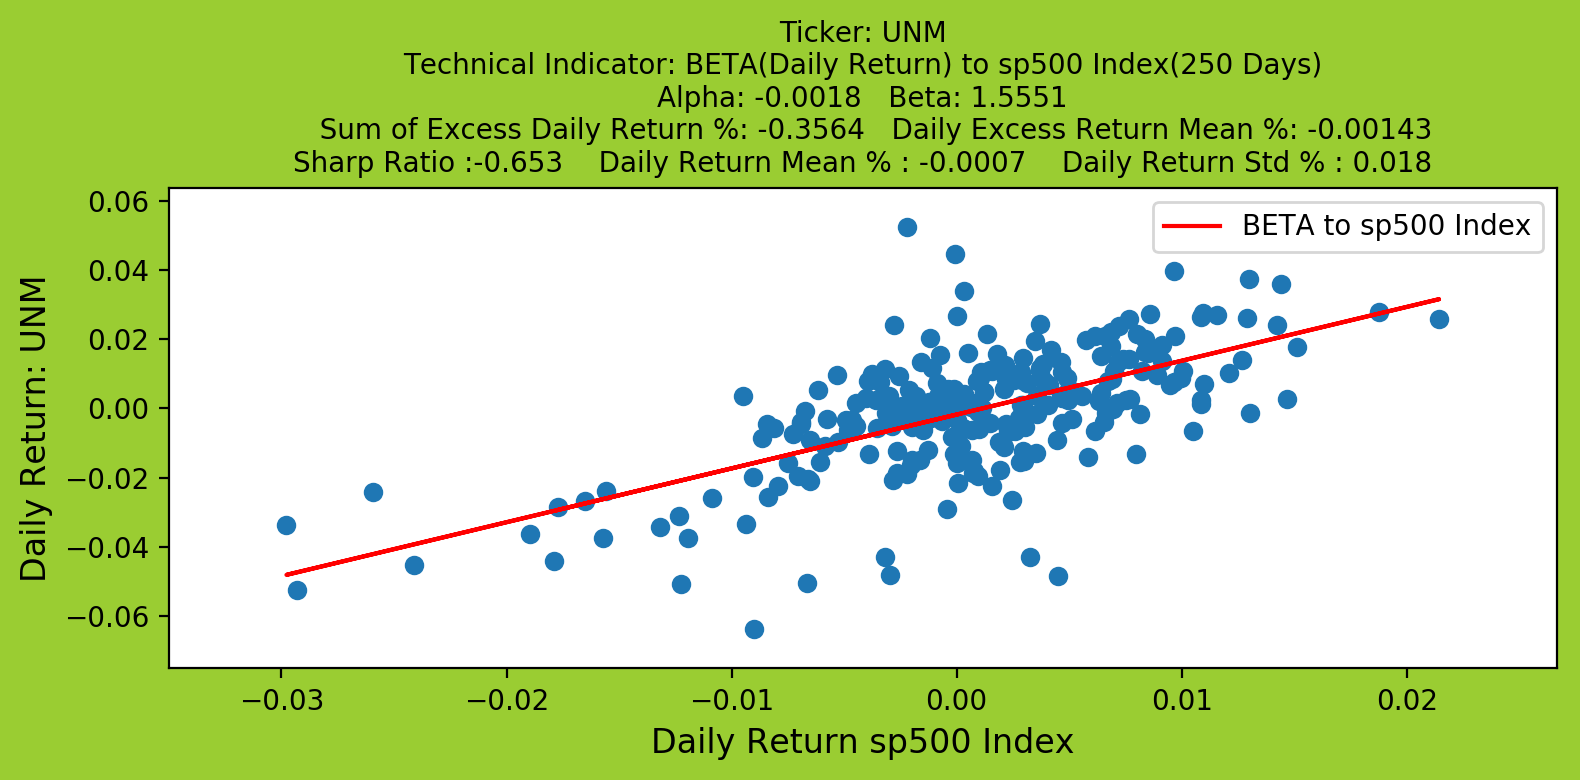 Ticker: UNM
Technical Indicator: BETA(Daily Return) to sp500 Index(250 Days)
Alpha: -0.0018 Beta: 1.5551
Sum of Excess Daily Return %: -0.3564 Daily Excess Return Mean %: -0.00143
Sharp Ratio :-0.653 Daily Return Mean % : -0.0007 Daily Return Std % : 0.018
BETA to sp500 Index
Daily Return: UNM
0.06
0.04
0.02
0.00
−0.02
−0.04
−0.06
−0.03 −0.02 −0.01 0.00 0.01 0.02
Daily Return sp500 Index